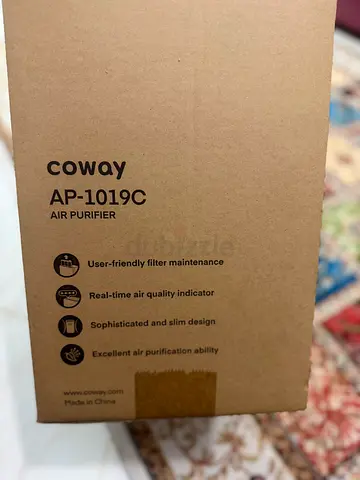 coway
AP-1019C
AIR PURIFIER
dubizzle
User-friendly filter maintenance
Real-time air quality indicator
Sophisticated and slim design
Excellent air purification ability
www.coway.com
Made in China